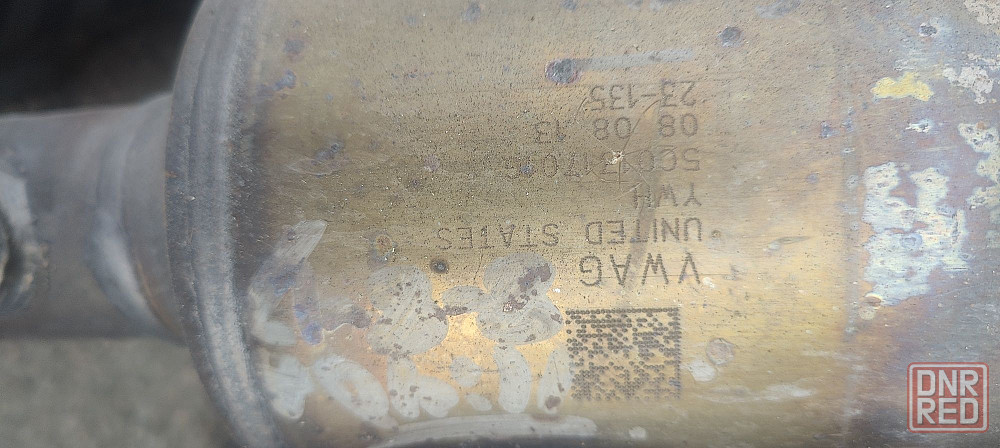 VWAG
UNITED STATES
YWH
08 08 13
23-135
DNR
RED